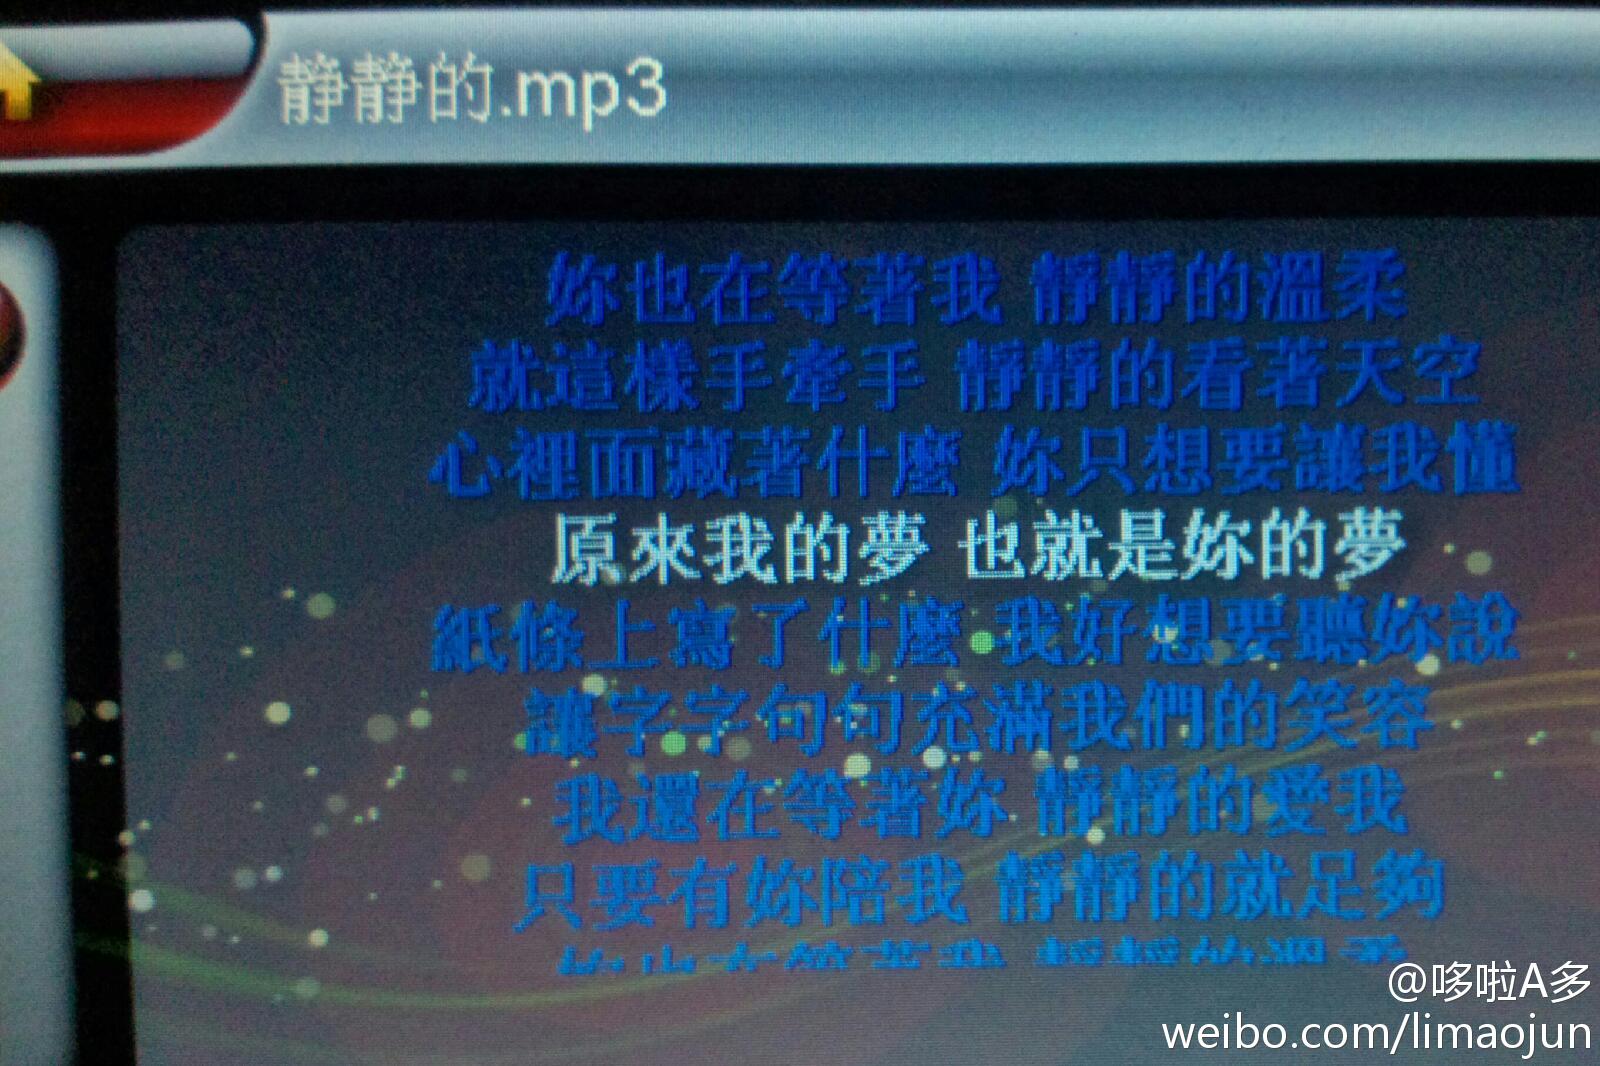 静静的.mp3
妳也在等著我 靜靜的溫柔
就這樣手牽手 靜靜的看著天空
心裡面藏著什麼 妳只想要讓我懂
原來我的夢 也就是妳的夢
紙條上寫了什麼 我好想要聽妳說
讓字字句句充滿我們的笑容
我還在等著妳 靜靜的愛我
只要有妳陪我 靜靜的就足夠
@哆啦A多
weibo.com/limaojun